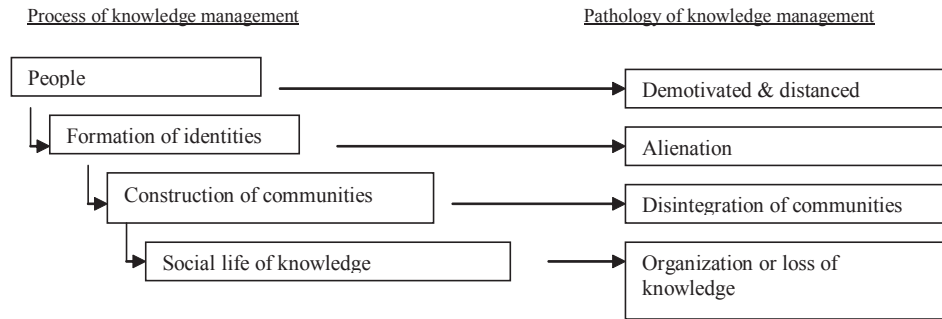 Process of knowledge management
Pathology of knowledge management
People
Demotivated & distanced
Formation of identities
Alienation
Construction of communities
Disintegration of communities
Social life of knowledge
Organization or loss of
knowledge